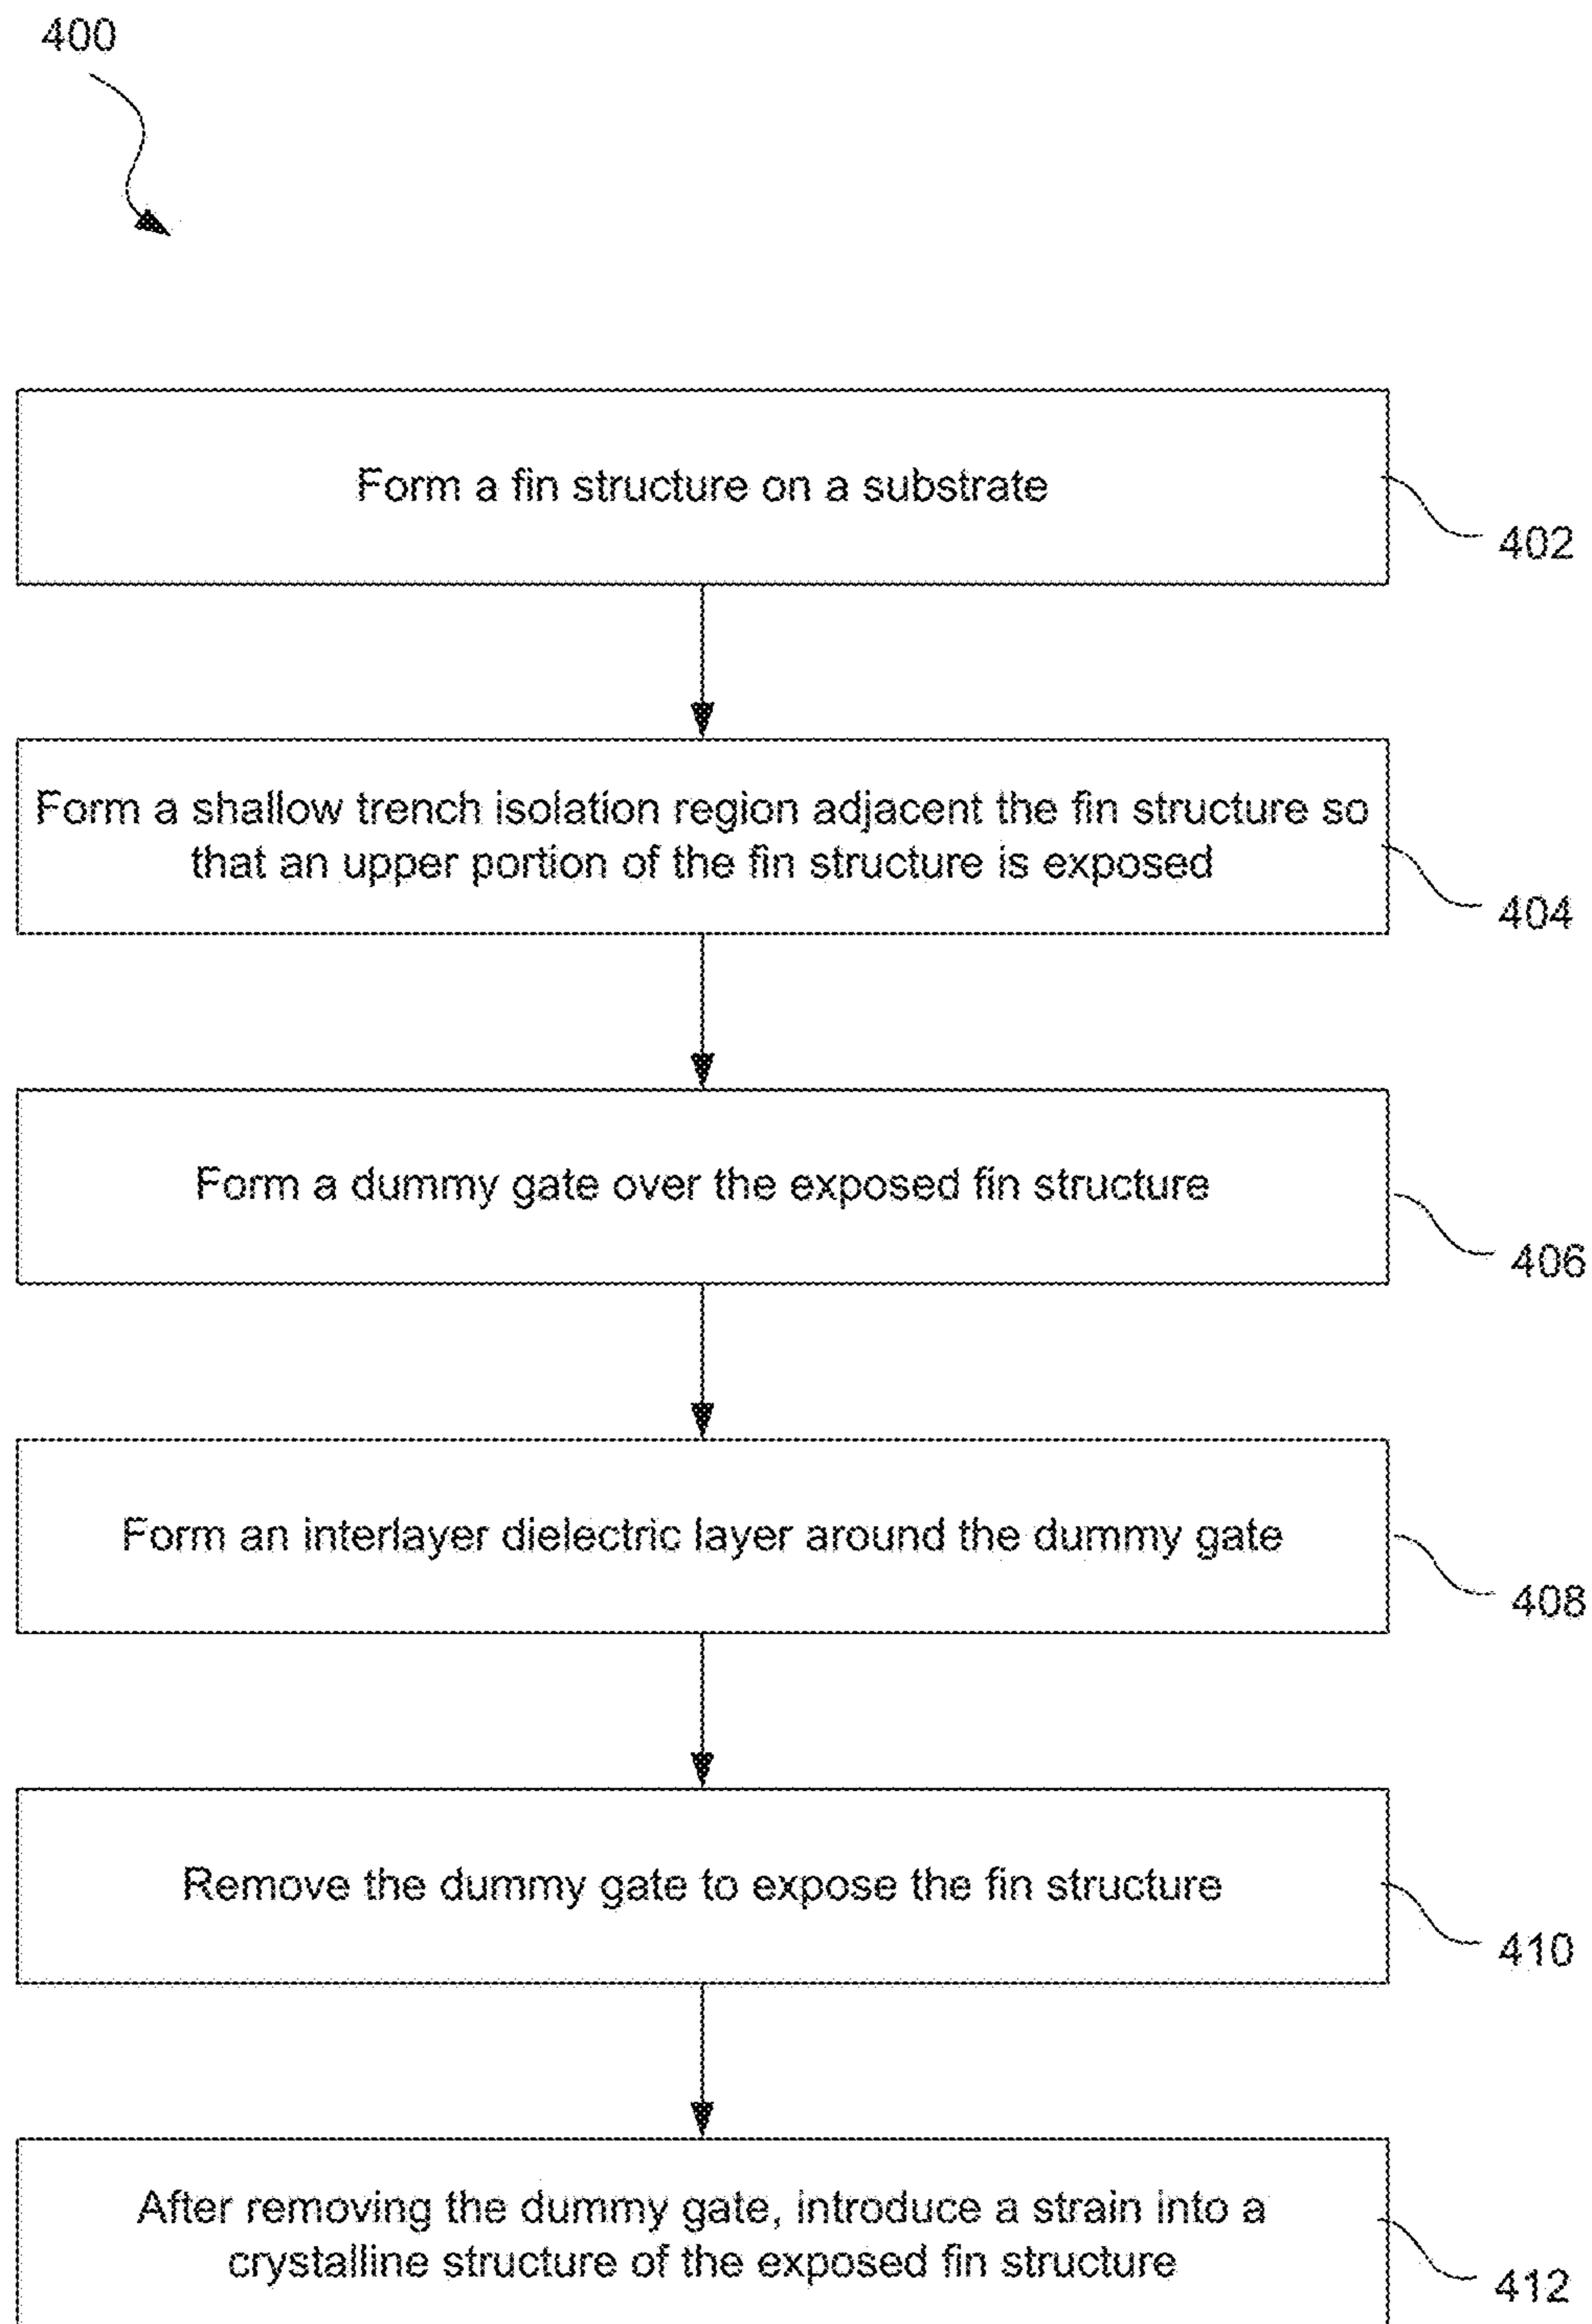 400
Form a fin structure on a substrate
402
Form a shallow trench isolation region adjacent the fin structure so
that an upper portion of the fin structure is exposed
404
Form a dummy gate over the exposed fin structure
406
Form an interlayer dielectric layer around the dummy gate
408
Remove the dummy gate to expose the fin structure
410
After removing the dummy gate, introduce a strain into a
crystalline structure of the exposed fin structure
412